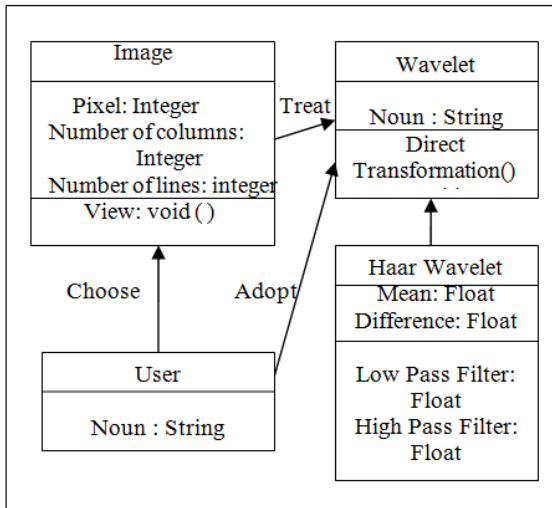 Image
Pixel: Integer
Number of columns:
Integer
Number of lines: integer
View: void ( )
Treat
Wavelet
Noun : String
Direct
Transformation()
Choose
Adopt
Haar Wavelet
Mean: Float
Difference: Float
Low Pass Filter:
Float
High Pass Filter:
Float
User
Noun : String